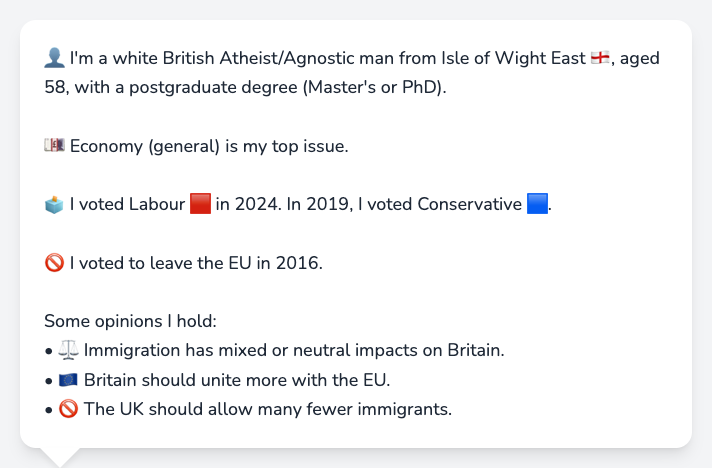 👤 I'm a white British Atheist/Agnostic man from Isle of Wight East 🏴󠁧󠁢󠁥󠁮󠁧󠁿, aged
58, with a postgraduate degree (Master's or PhD).
💷 Economy (general) is my top issue.
🗳️ I voted Labour 🟥 in 2024. In 2019, I voted Conservative 🟦.
🚫 I voted to leave the EU in 2016.
Some opinions I hold:
• ⚖️ Immigration has mixed or neutral impacts on Britain.
• 🇪🇺 Britain should unite more with the EU.
• 🚫 The UK should allow many fewer immigrants.